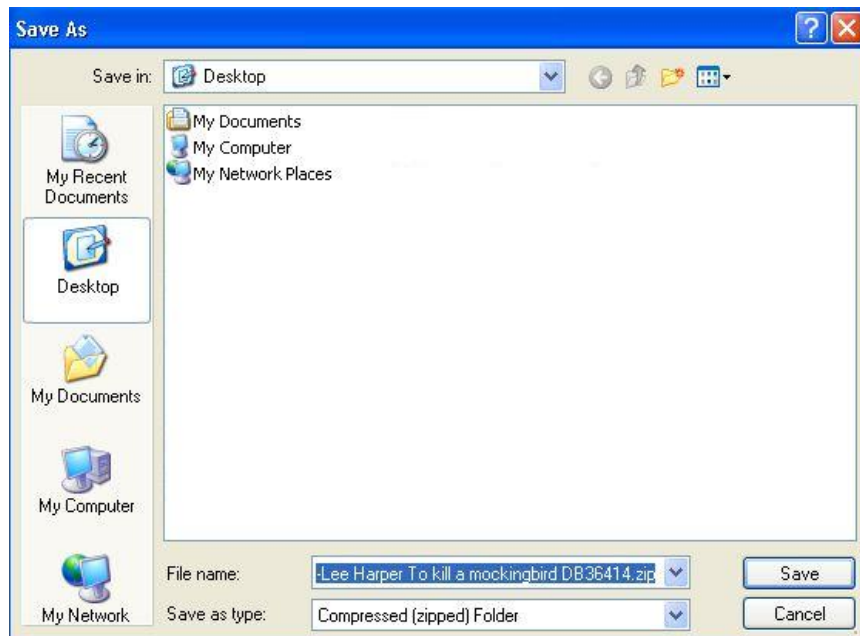 Save As
Save in: Desktop
My Documents
My Computer
My Network Places
My Recent
Documents
Desktop
My Documents
My Computer
My Network
File name: -Lee Harper To kill a mockingbird DB36414.zip Save
Save as type: Compressed (zipped) Folder Cancel